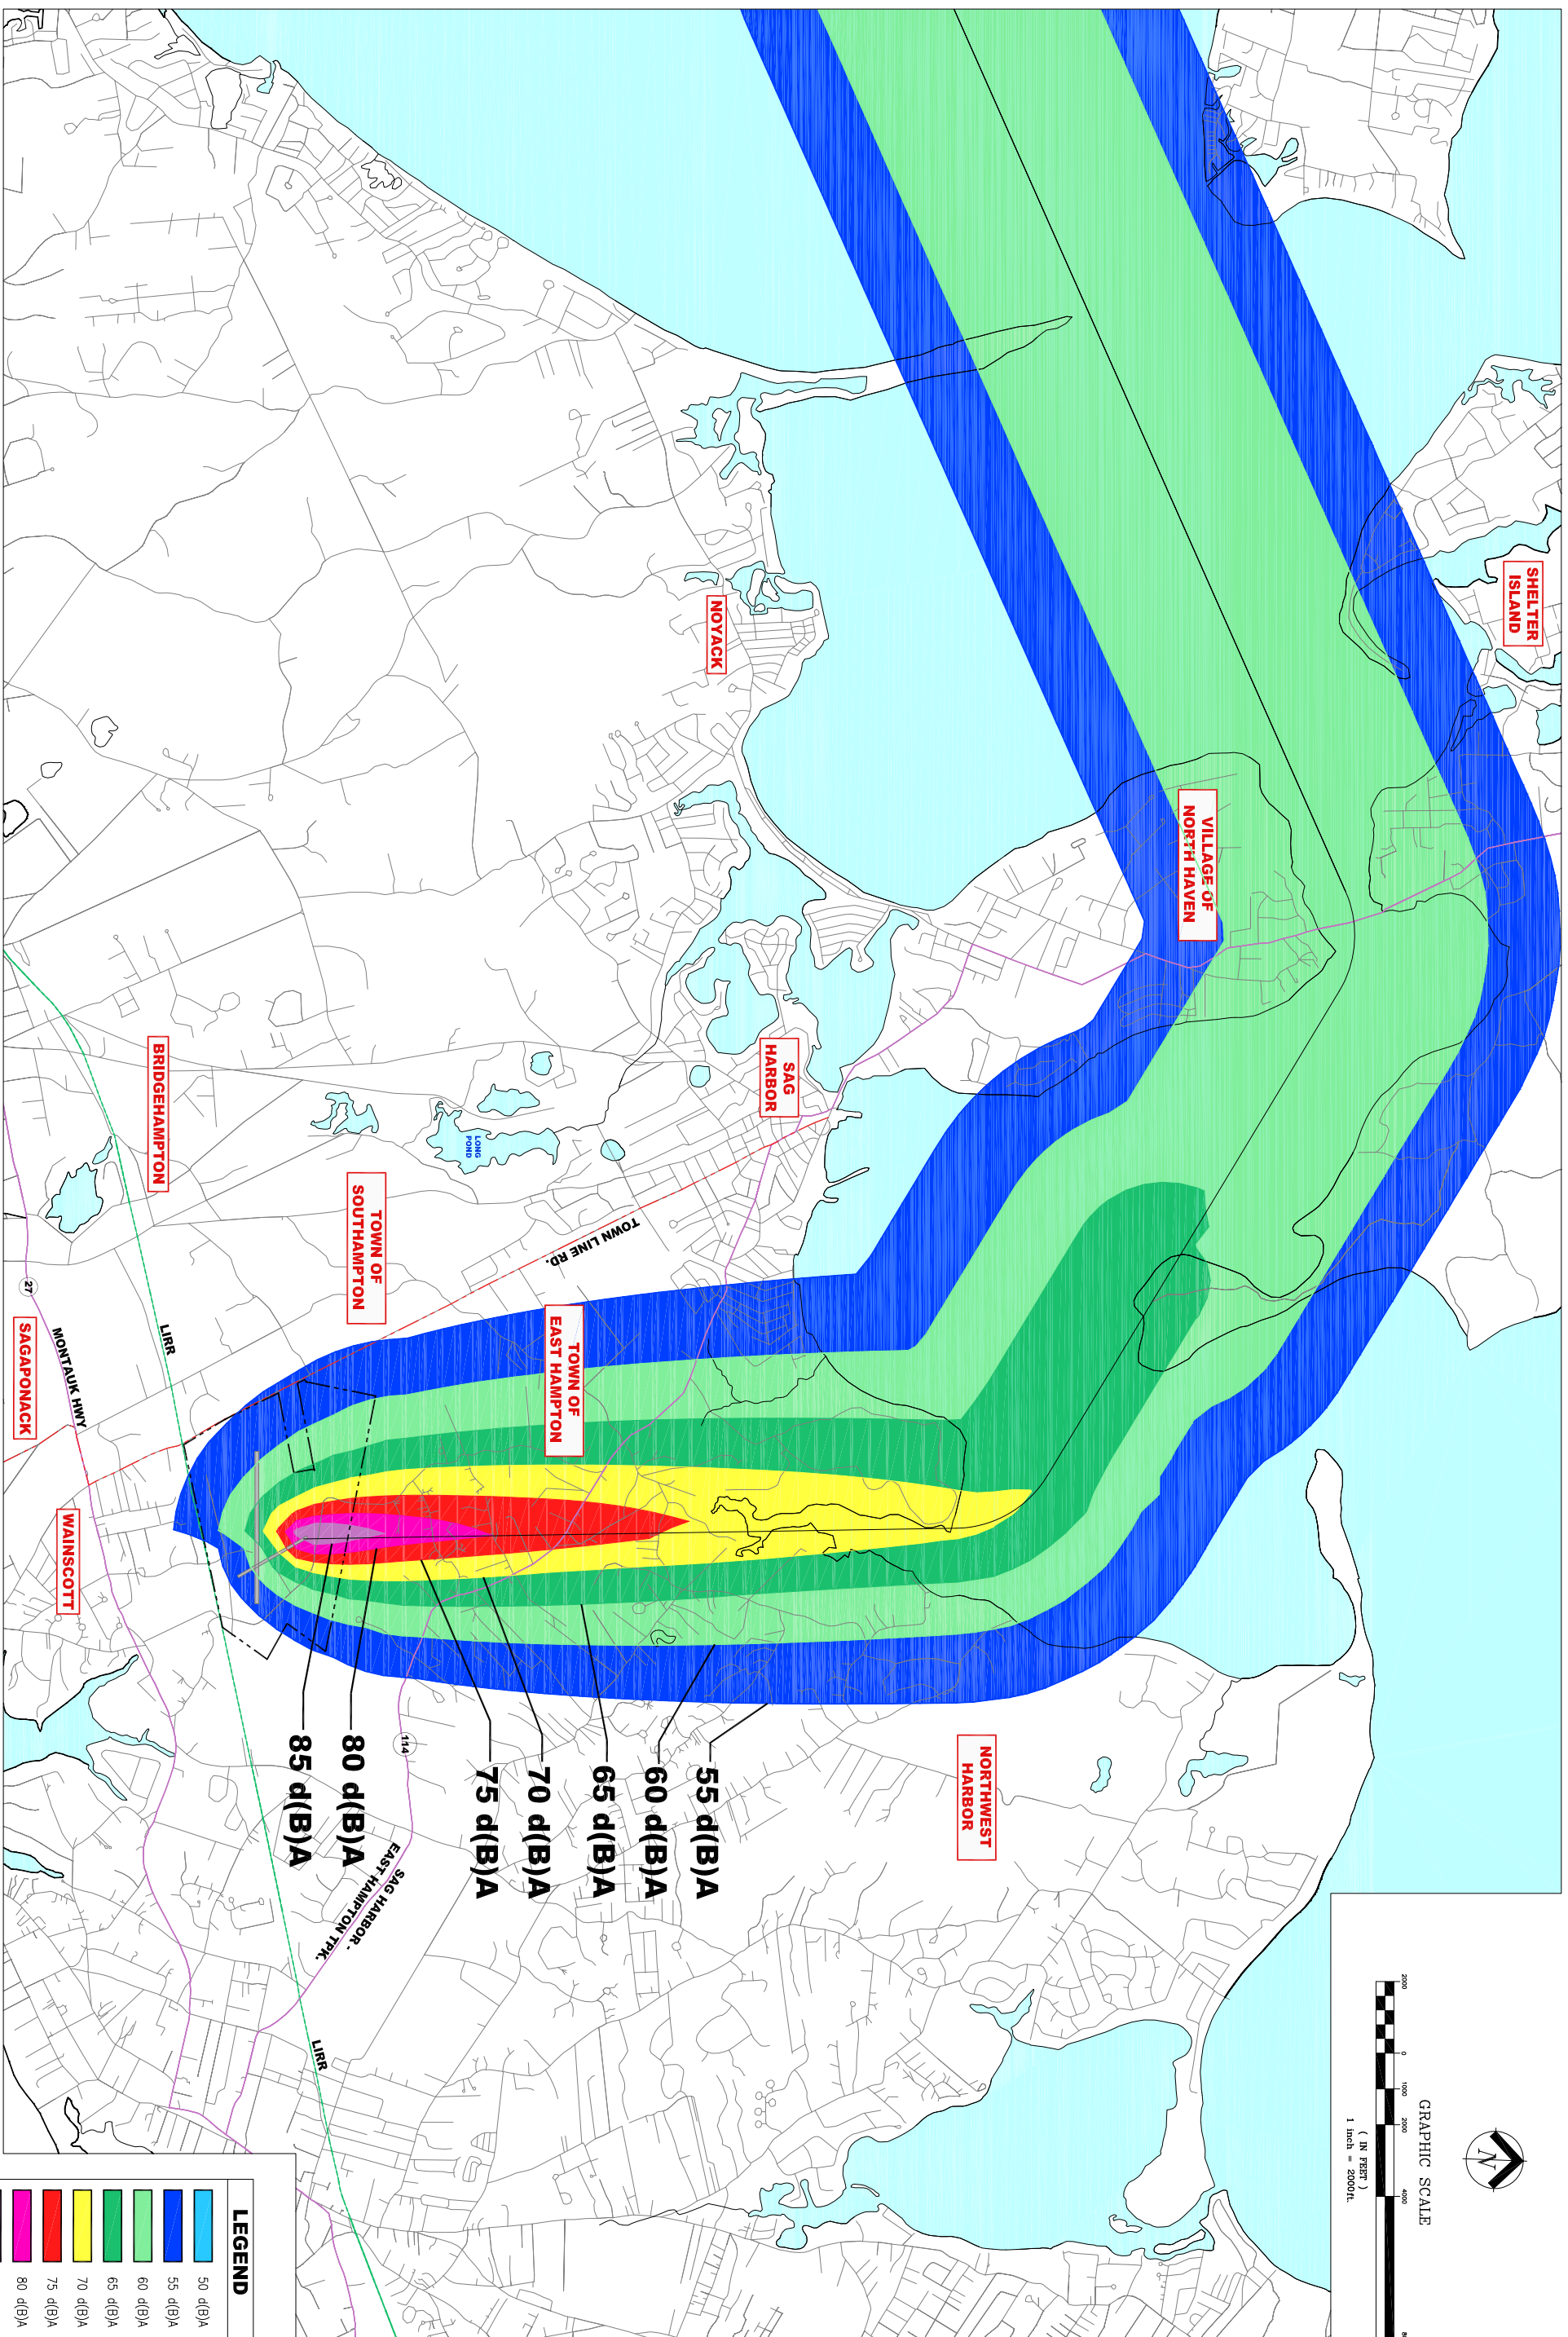 SHELTER
ISLAND
NOYACK
VILLAGE OF
NORTH HAVEN
SAG
HARBOR
LONG
POND
BRIDGEHAMPTON
TOWN OF
SOUTHAMPTON
TOWN LINE RD.
TOWN OF
EAST HAMPTON
27
MONTAUK HWY
LIRR
SAGAPONACK
WAINSCOTT
NORTHWEST
HARBOR
55 d(B)A
60 d(B)A
65 d(B)A
70 d(B)A
75 d(B)A
80 d(B)A
85 d(B)A
114
SAG HARBOR -
EAST HAMPTON TPK.
LIRR
N
GRAPHIC SCALE
2000 0 1000 2000 4000
( IN FEET )
1 inch = 2000ft.
LEGEND
50 d(B)A
55 d(B)A
60 d(B)A
65 d(B)A
70 d(B)A
75 d(B)A
80 d(B)A